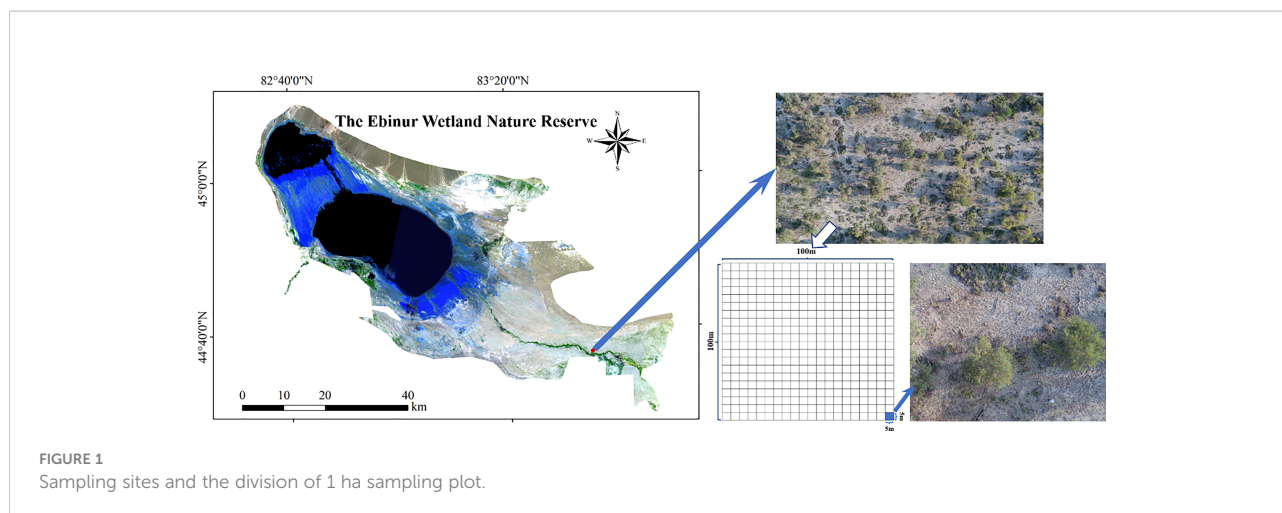 82°40'0"N 83°20'0"N
The Ebinur Wetland Nature Reserve
N
W E
S
45°0'0"N
44°40'0"N
0 10 20 40
km
100m
100m
5m
5m
FIGURE 1
Sampling sites and the division of 1 ha sampling plot.